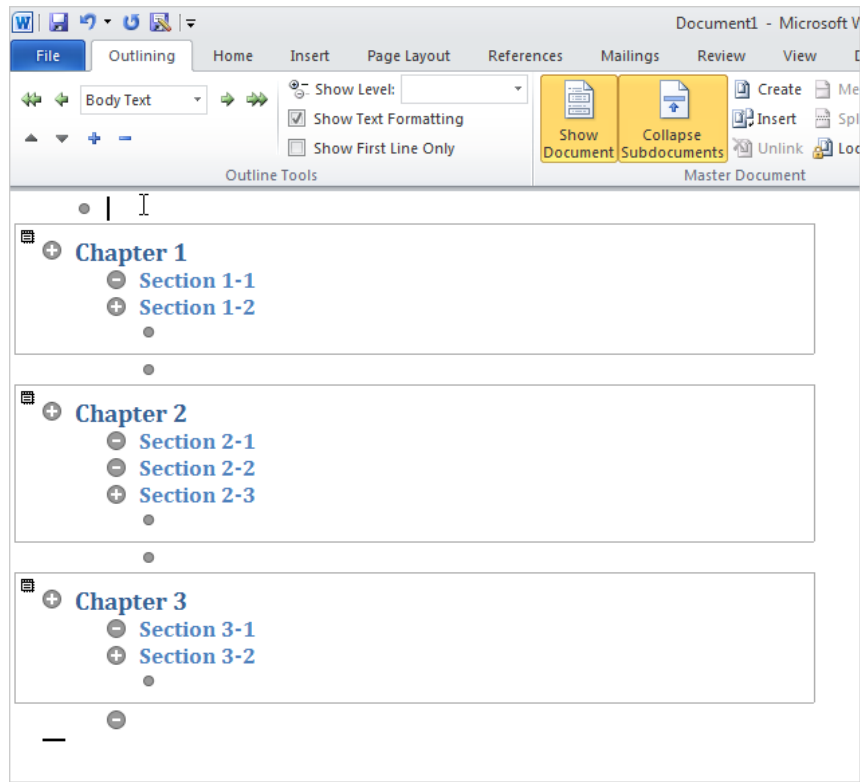 Document1 - Microsoft W
File Outlining Home Insert Page Layout References Mailings Review View
Body Text Show Level: Create Me
Show Text Formatting Insert Spl
Show First Line Only Show Document Collapse Subdocuments Unlink Loc
Outline Tools Master Document
Chapter 1
Section 1-1
Section 1-2
Chapter 2
Section 2-1
Section 2-2
Section 2-3
Chapter 3
Section 3-1
Section 3-2